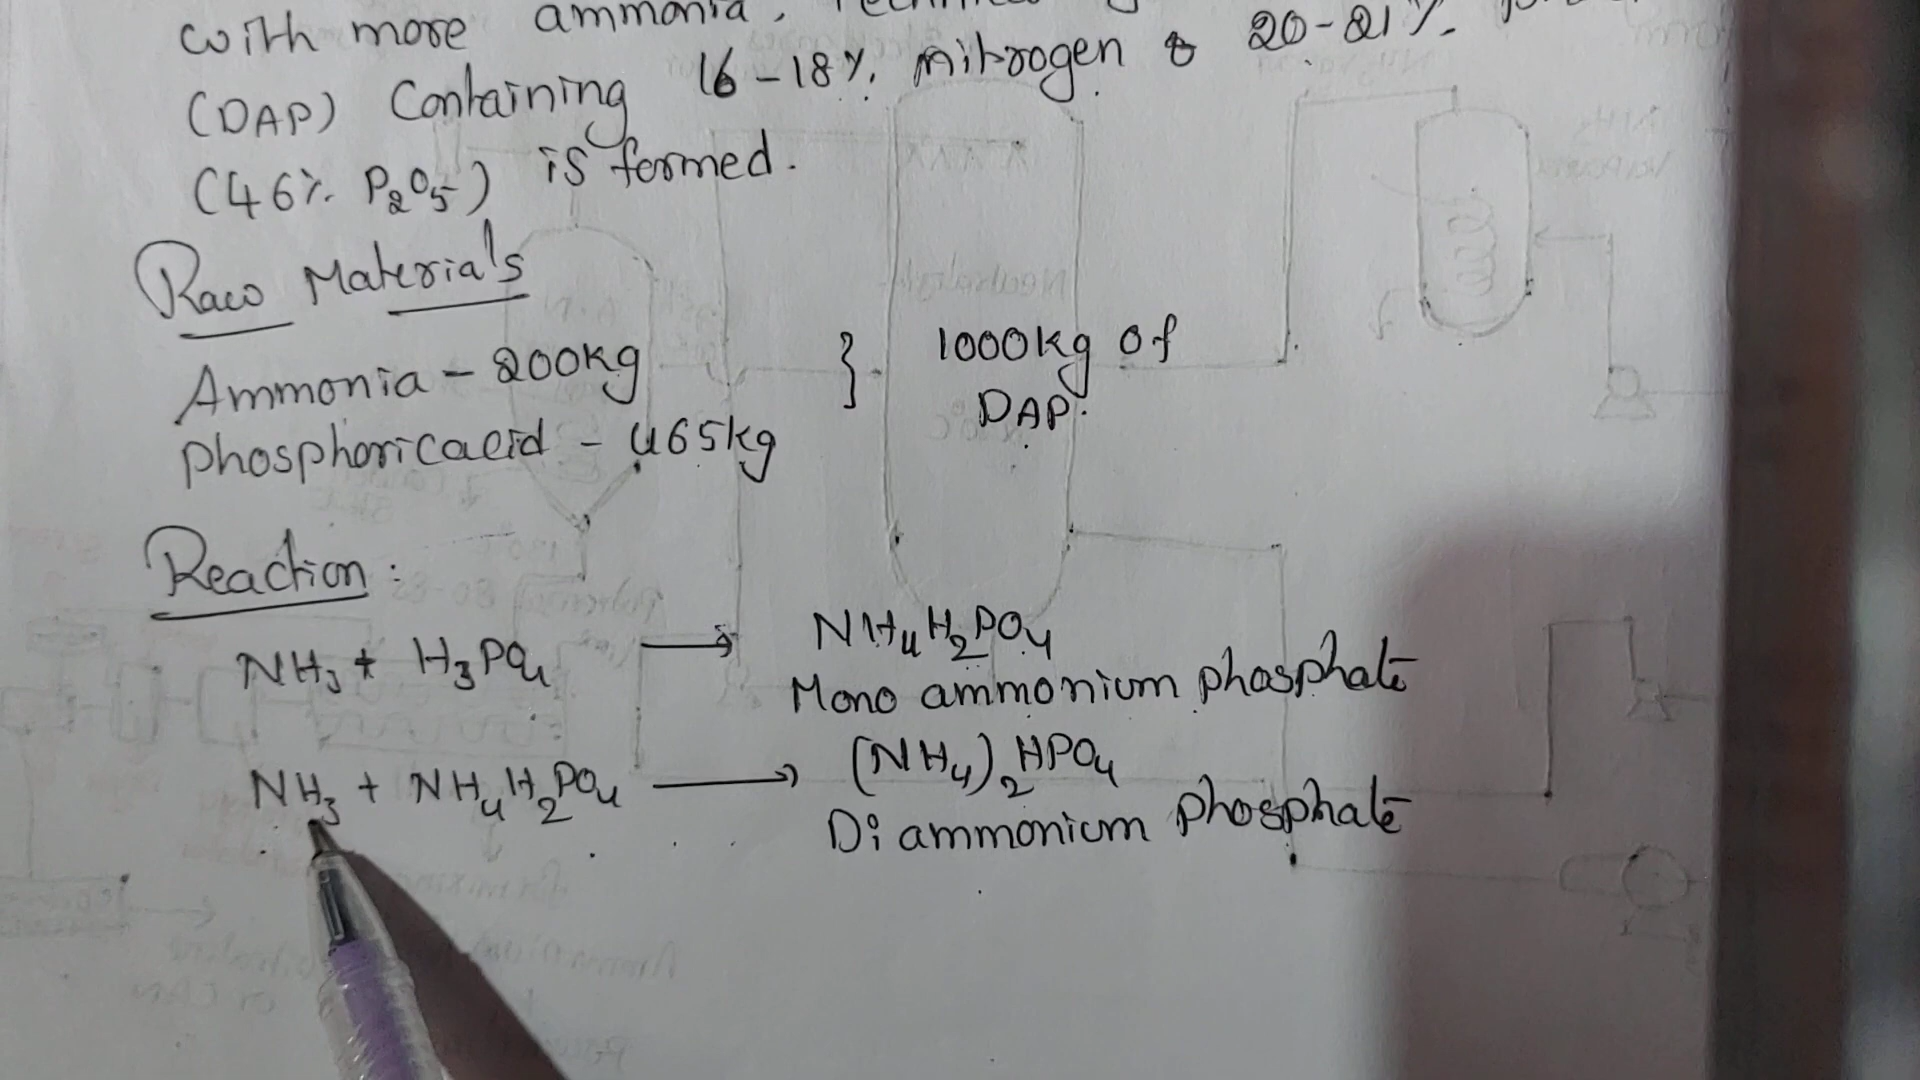 with more ammonia.
(DAP) Containing 16-18% nitrogen & 20-21%
(46% P2O5) is formed.
Raw Materials
Ammonia - 200kg } 1000kg of
Phosphoricacid - 465kg DAP.
Reaction:
NH3 + H3PO4 → NH4H2PO4
Mono ammonium phosphate
NH3 + NH4H2PO4 → (NH4)2HPO4
Di ammonium phosphate